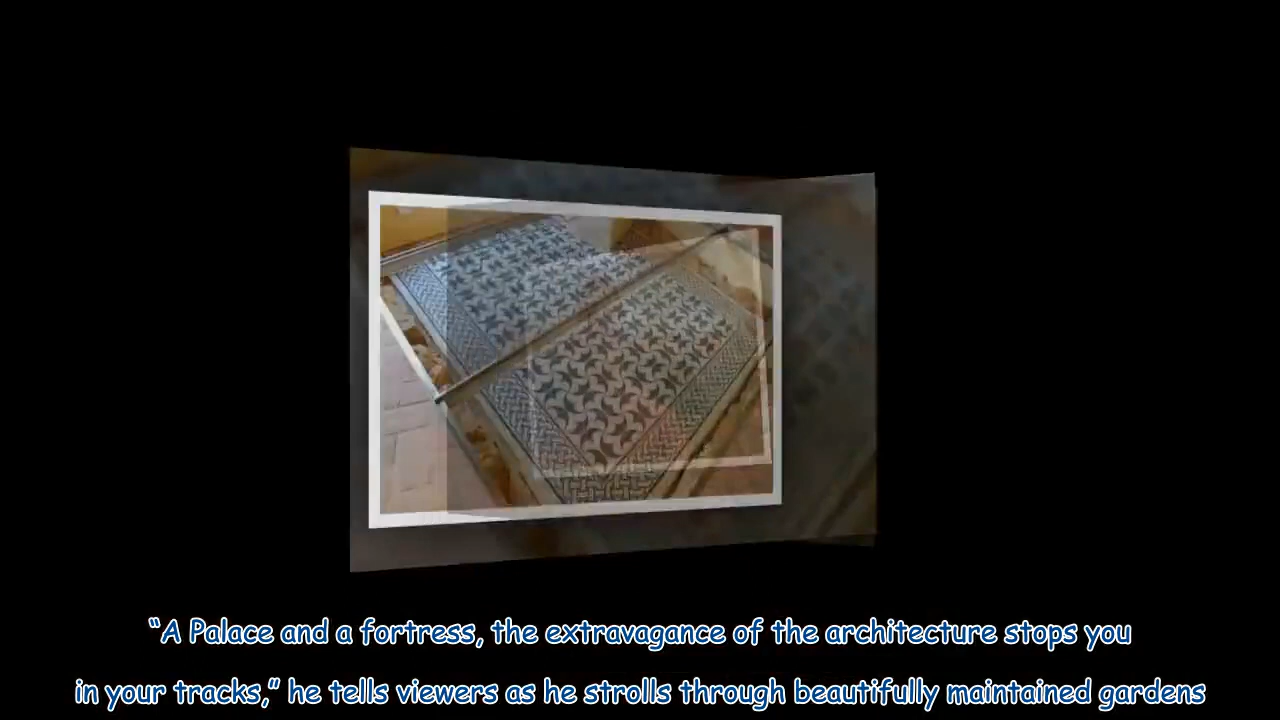 “A Palace and a fortress, the extravagance of the architecture stops you
in your tracks,” he tells viewers as he strolls through beautifully maintained gardens